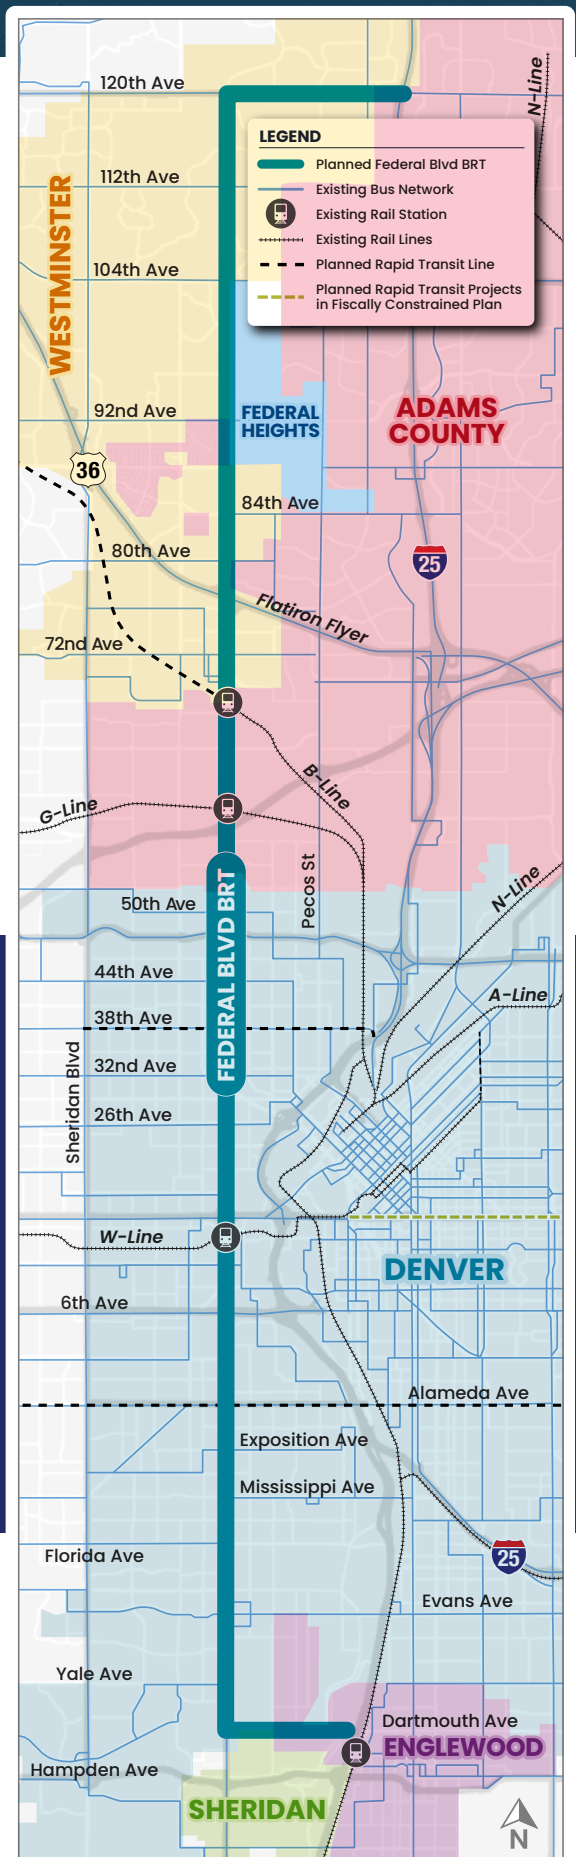 120th Ave
N-Line
LEGEND
Planned Federal Blvd BRT
Existing Bus Network
Existing Rail Station
Existing Rail Lines
Planned Rapid Transit Line
Planned Rapid Transit Projects
in Fiscally Constrained Plan
112th Ave
WESTMINSTER
104th Ave
92nd Ave
FEDERAL
HEIGHTS
ADAMS
COUNTY
36
84th Ave
80th Ave
25
Flatiron Flyer
72nd Ave
B-Line
G-Line
Pecos St
FEDERAL BLVD BRT
N-Line
50th Ave
44th Ave
A-Line
38th Ave
Sheridan Blvd
32nd Ave
26th Ave
W-Line
DENVER
6th Ave
Alameda Ave
Exposition Ave
Mississippi Ave
Florida Ave
25
Evans Ave
Yale Ave
Dartmouth Ave
ENGLEWOOD
Hampden Ave
SHERIDAN
N